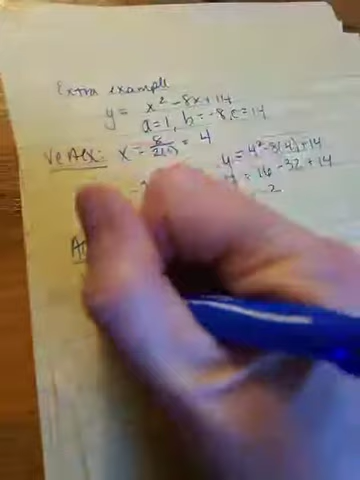 Extra example
y = x² - 8x + 14
a = 1, b = -8, c = 14
Vertex: x = 8/2(1) = 4
y = 4² - 8(4) + 14
= 16 - 32 + 14
2